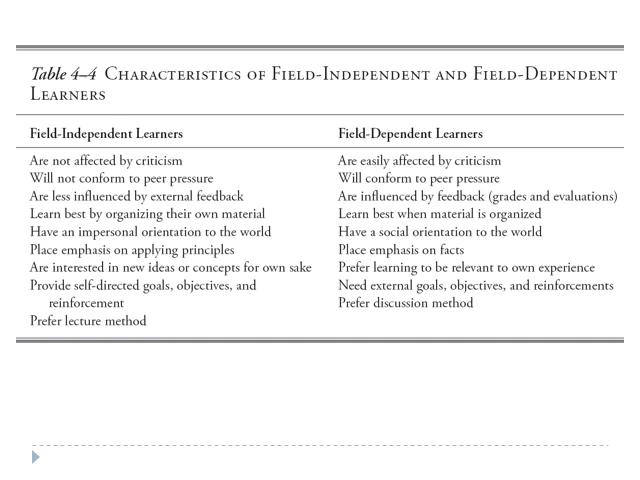 Table 4–4 Characteristics of Field-Independent and Field-Dependent
Learners
Field-Independent Learners
Field-Dependent Learners
Are not affected by criticism
Are easily affected by criticism
Will not conform to peer pressure
Will conform to peer pressure
Are less influenced by external feedback
Are influenced by feedback (grades and evaluations)
Learn best by organizing their own material
Learn best when material is organized
Have an impersonal orientation to the world
Have a social orientation to the world
Place emphasis on applying principles
Place emphasis on facts
Are interested in new ideas or concepts for own sake
Prefer learning to be relevant to own experience
Provide self-directed goals, objectives, and
reinforcement
Need external goals, objectives, and reinforcements
Prefer lecture method
Prefer discussion method